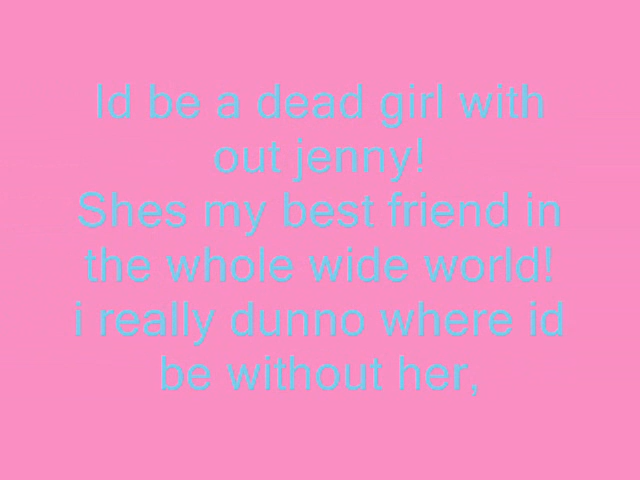 Id be a dead girl with
out jenny!
Shes my best friend in
the whole wide world!
i really dunno where id
be without her,